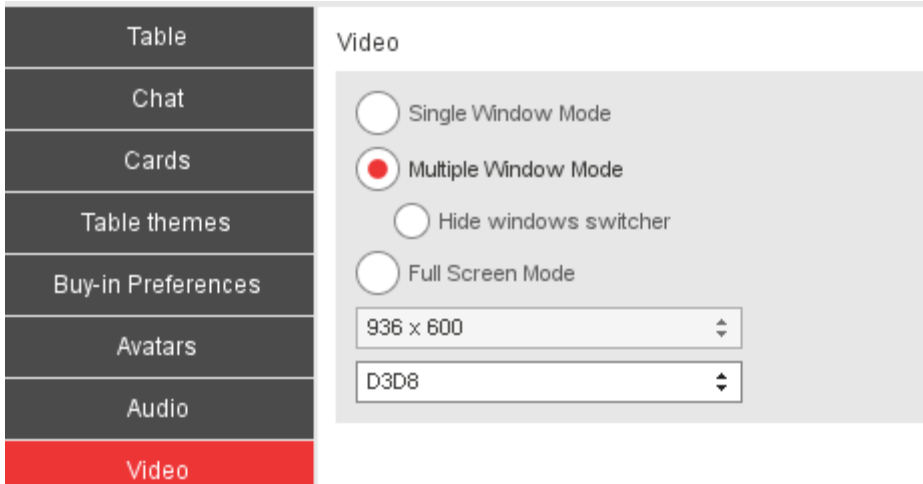 Table
Chat
Cards
Table themes
Buy-in Preferences
Avatars
Audio
Video
Video
Single Window Mode
Multiple Window Mode
Hide windows switcher
Full Screen Mode
936 x 600
D3D8